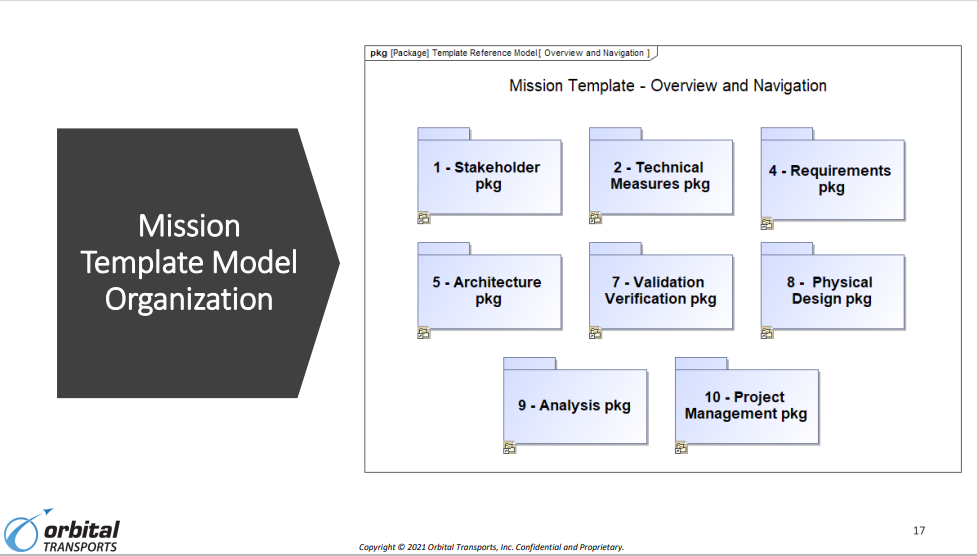 pkg [Package] Template Reference Model[ Overview and Navigation ]
Mission Template - Overview and Navigation
Mission
Template Model
Organization
1 - Stakeholder
pkg
2 - Technical
Measures pkg
4 - Requirements
pkg
5 - Architecture
pkg
7 - Validation
Verification pkg
8 - Physical
Design pkg
9 - Analysis pkg
10 - Project
Management pkg
orbital
TRANSPORTS
Copyright © 2021 Orbital Transports, Inc. Confidential and Proprietary.
17